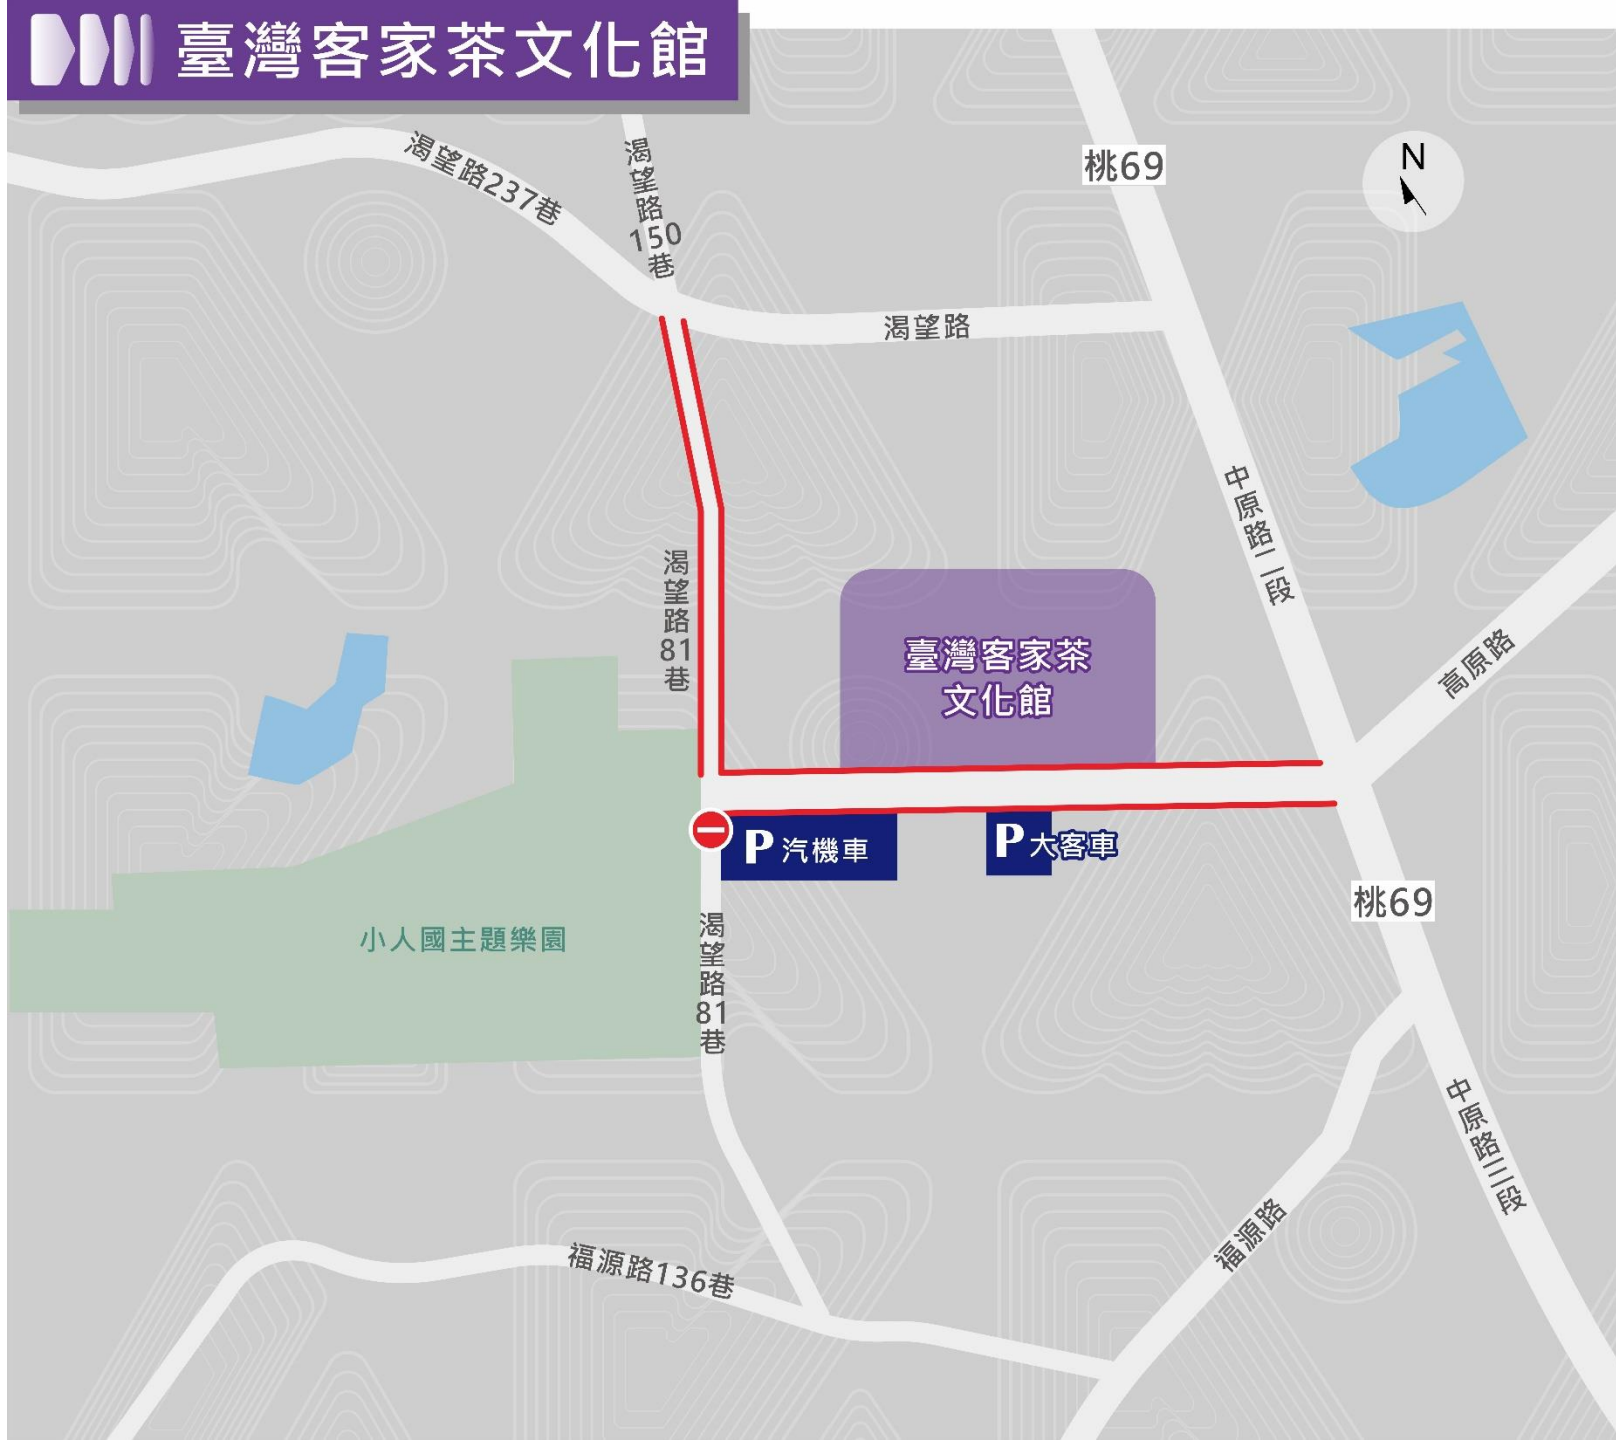 臺灣客家茶文化館
渴望路237巷
渴望路150巷
桃69
N
渴望路
中原路二段
渴望路81巷
臺灣客家茶
文化館
高原路
P 汽機車
P 大客車
桃69
小人國主題樂園
渴望路81巷
中原路三段
福源路
福源路136巷